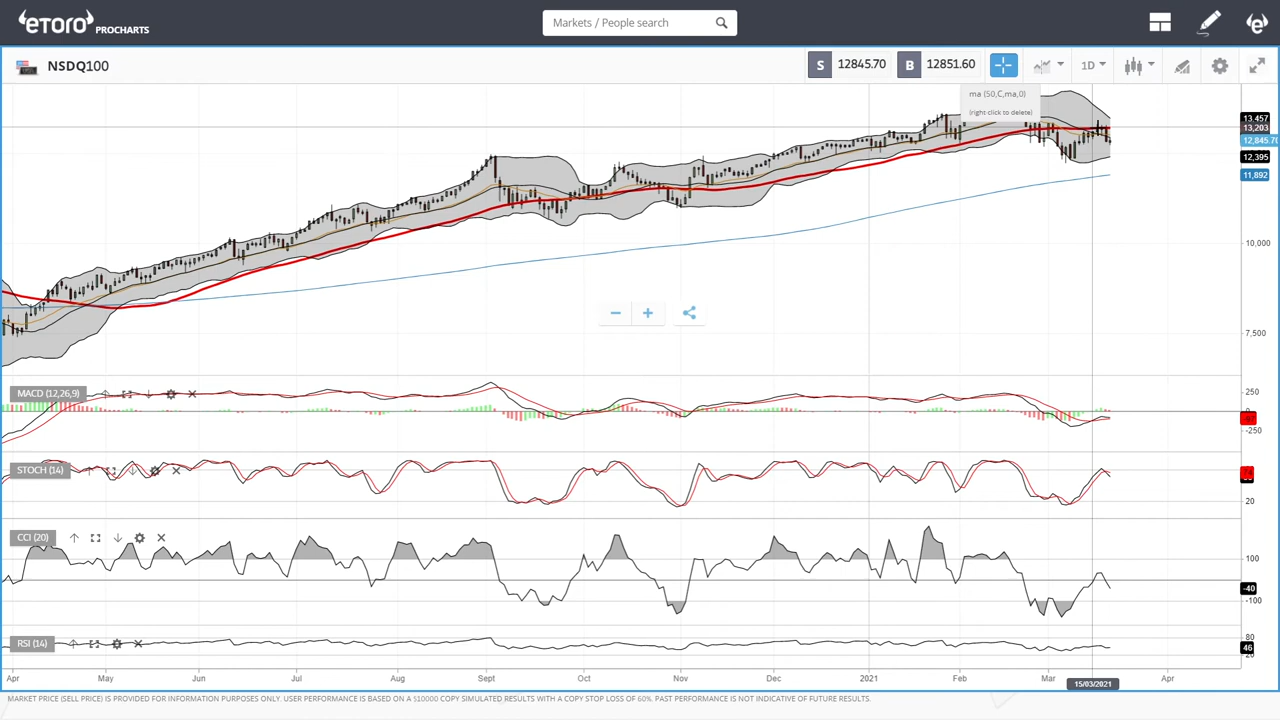 eToro PROCHARTS
Markets / People search
NSDQ100
S 12845.70 B 12851.60
1D
ma (50,C,ma,0)
(right-click to delete)
13,457
13,203
12,845.70
12,395
11,892
10,000
7,500
MACD (12,26,9)
250
-250
STOCH (14)
20
CCI (20)
100
-40
-100
RSI (14)
80
46
Apr May Jun Jul Aug Sept Oct Nov Dec 2021 Feb Mar Apr
15/03/2021
MARKET PRICE (SELL PRICE) IS PROVIDED FOR INFORMATION PURPOSES ONLY. USER PERFORMANCE IS BASED ON A $10000 COPY SIMULATED RESULTS WITH A COPY STOP LOSS OF 60%. PAST PERFORMANCE IS NOT INDICATIVE OF FUTURE RESULTS.